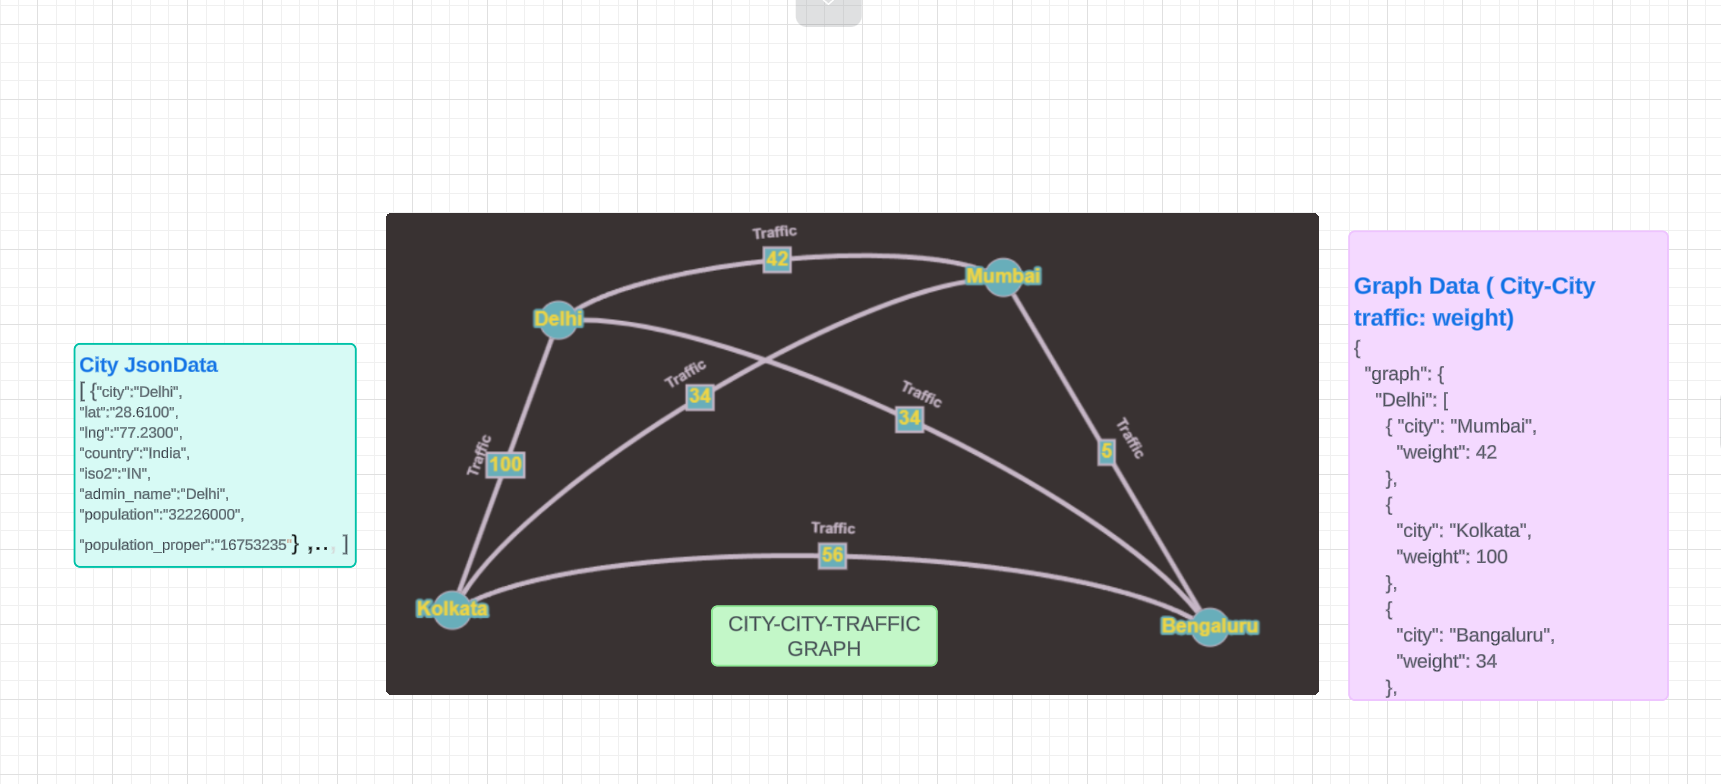 City JsonData
[ {"city":"Delhi",
"lat":"28.6100",
"lng":"77.2300",
"country":"India",
"iso2":"IN",
"admin_name":"Delhi",
"population":"32226000",
"population_proper":"16753235"} ,.., ]
Traffic
42
Mumbai
Delhi
Traffic
34
Traffic
34
Traffic
5
Traffic
100
Traffic
56
Kolkata
Bengaluru
CITY-CITY-TRAFFIC
GRAPH
Graph Data ( City-City
traffic: weight)
{
"graph": {
"Delhi": [
{ "city": "Mumbai",
"weight": 42
},
{
"city": "Kolkata",
"weight": 100
},
{
"city": "Bangaluru",
"weight": 34
},